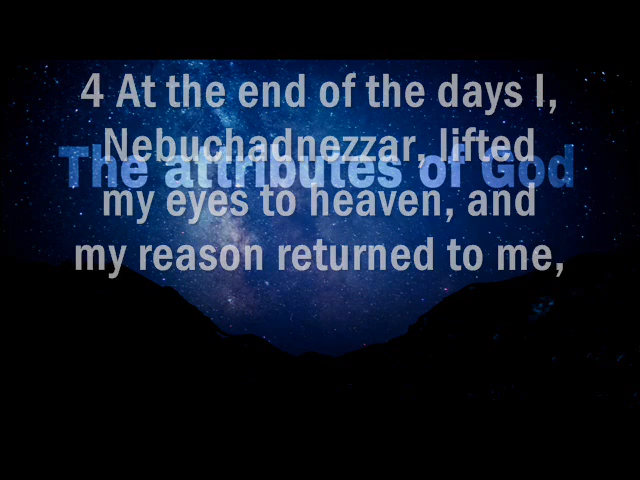 4 At the end of the days I,
Nebuchadnezzar, lifted
The attributes of God
my eyes to heaven, and
my reason returned to me,